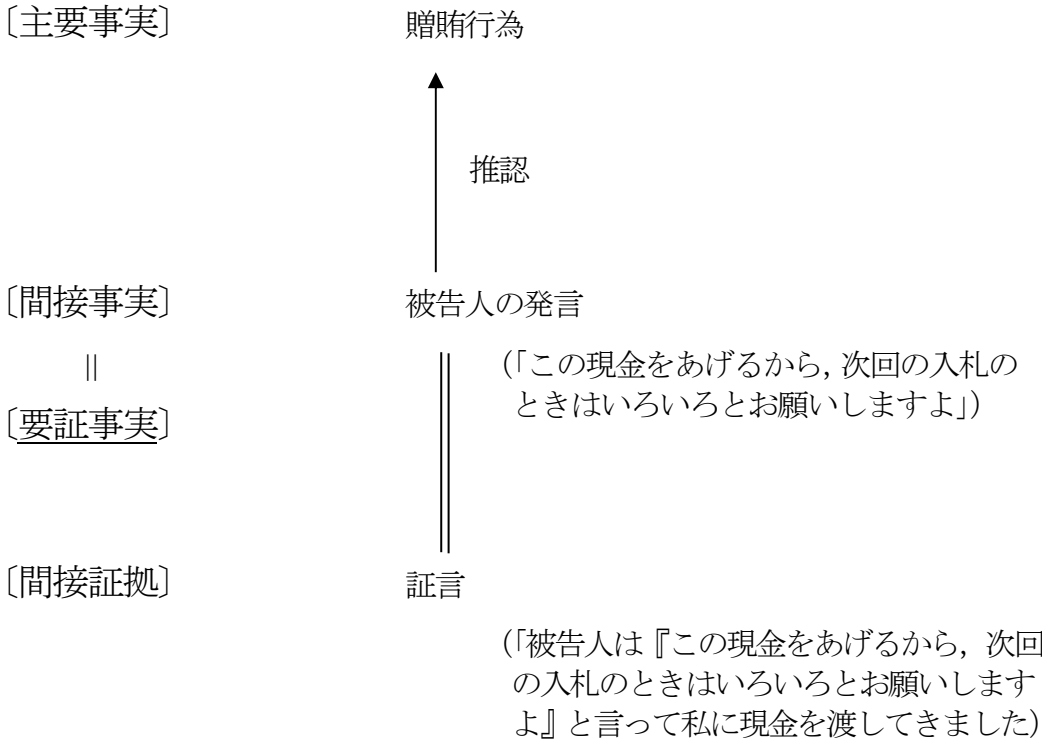 〔主要事実〕 贈賄行為
推認
〔間接事実〕 被告人の発言
(「この現金をあげるから,次回の入札の
ときはいろいろとお願いしますよ」)
||
〔要証事実〕
〔間接証拠〕 証言
(「被告人は『この現金をあげるから,次回
の入札のときはいろいろとお願いします
よ』と言って私に現金を渡してきました)